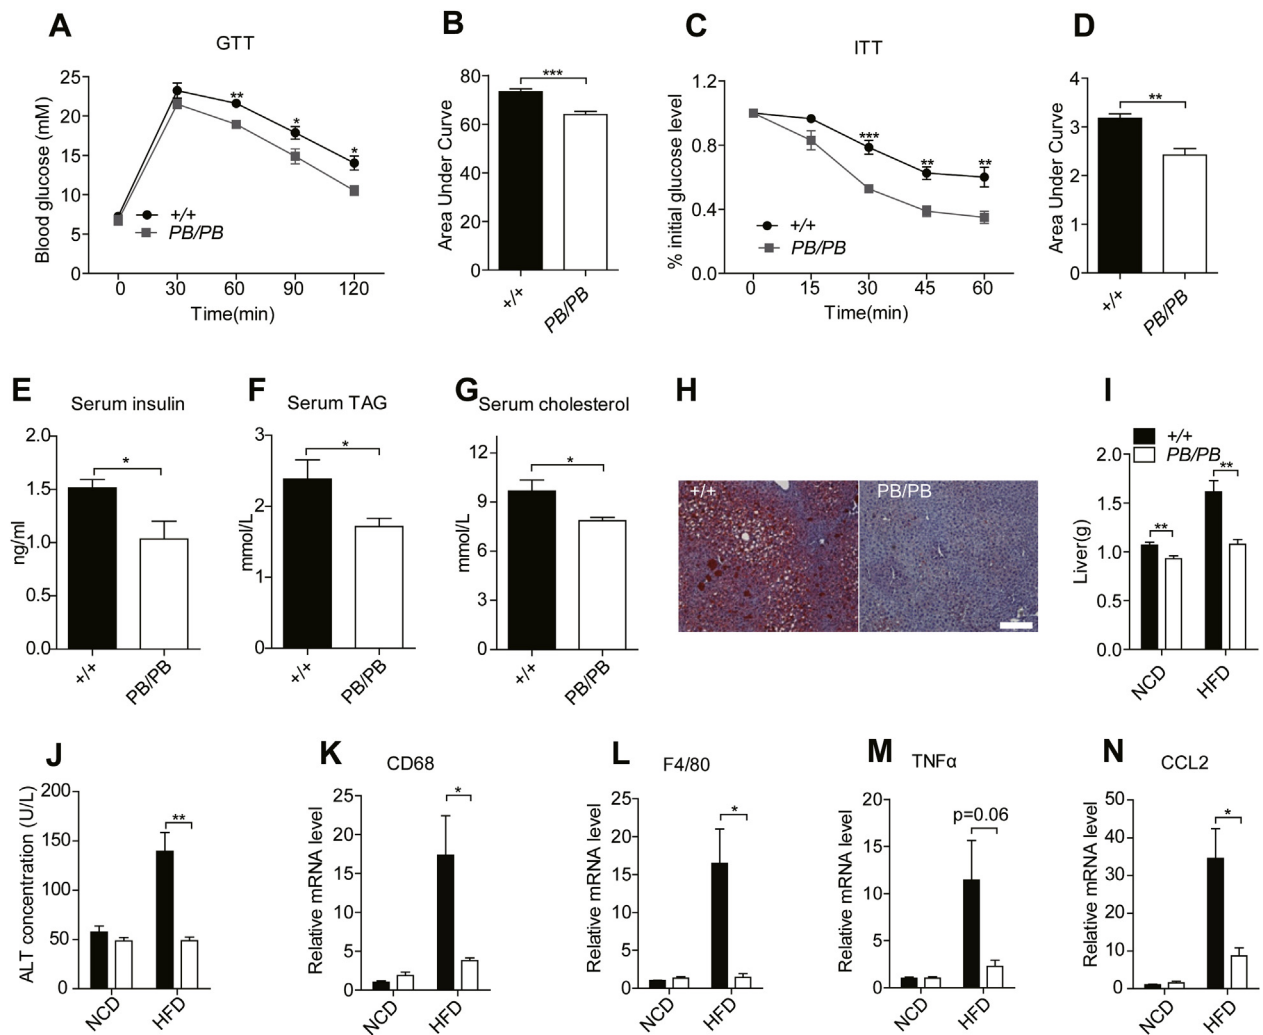 A
GTT
Blood glucose (mM)
25
20
15
10
5
0
**
*
*
+/+
PB/PB
0 30 60 90 120
Time(min)
B
Area Under Curve
80
60
40
20
0
***
+/+
PB/PB
C
ITT
% initial glucose level
1.2
0.8
0.4
0.0
***
**
**
+/+
PB/PB
0 15 30 45 60
Time(min)
D
Area Under Curve
4
3
2
1
0
**
+/+
PB/PB
E
Serum insulin
ng/ml
2.0
1.5
1.0
0.5
0.0
*
+/+
PB/PB
F
Serum TAG
mmol/L
3
2
1
0
*
+/+
PB/PB
G
Serum cholesterol
mmol/L
12
9
6
3
0
*
+/+
PB/PB
H
+/+
PB/PB
I
+/+
PB/PB
Liver(g)
2.0
1.5
1.0
0.5
0.0
**
**
NCD
HFD
J
ALT concentration (U/L)
200
150
100
50
0
**
NCD
HFD
K
CD68
Relative mRNA level
25
20
15
10
5
0
*
NCD
HFD
L
F4/80
Relative mRNA level
25
20
15
10
5
0
*
NCD
HFD
M
TNFα
Relative mRNA level
20
15
10
5
0
p=0.06
NCD
HFD
N
CCL2
Relative mRNA level
50
40
30
20
10
0
*
NCD
HFD